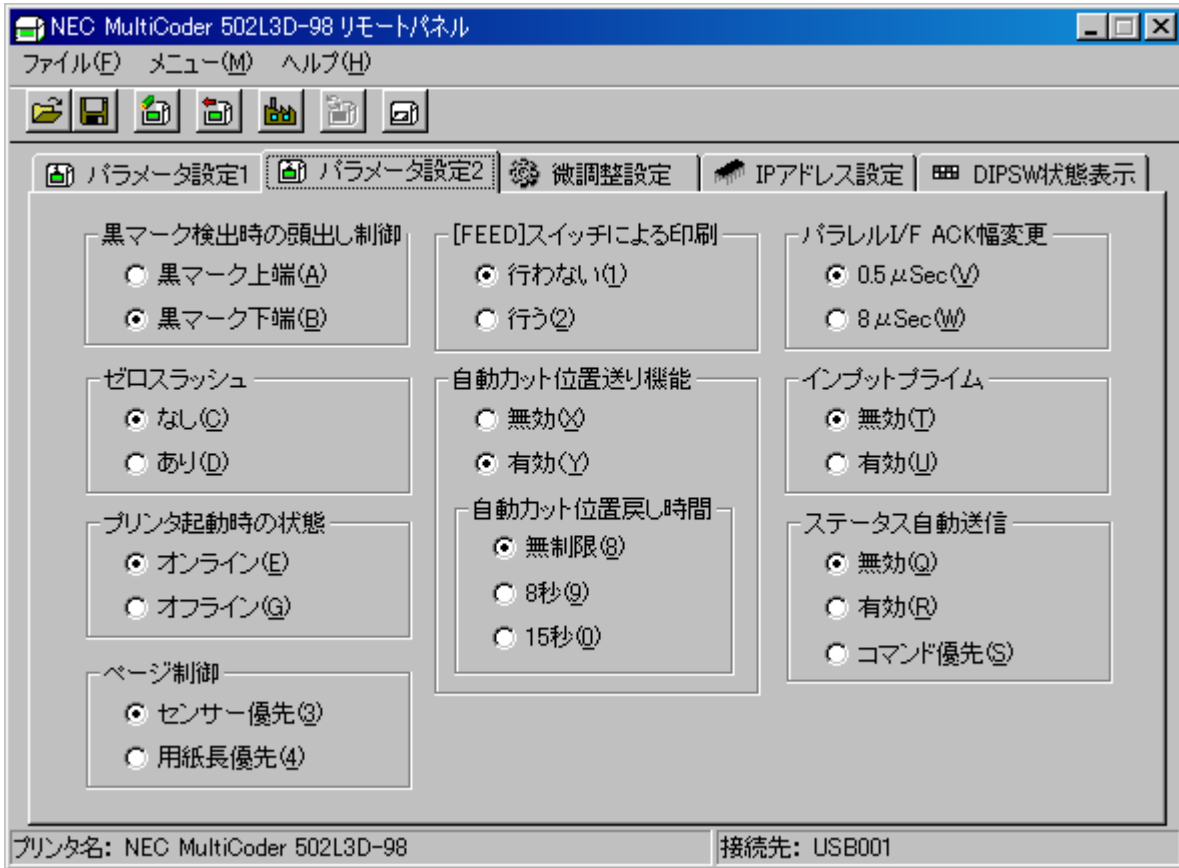 NEC MultiCoder 502L3D-98 リモートパネル
ファイル(F) メニュー(M) ヘルプ(H)
パラメータ設定1 パラメータ設定2 微調整設定 IPアドレス設定 DIPSW状態表示
黒マーク検出時の頭出し制御
黒マーク上端(A)
黒マーク下端(B)
ゼロスラッシュ
なし(C)
あり(D)
プリンタ起動時の状態
オンライン(E)
オフライン(G)
ページ制御
センサー優先(3)
用紙長優先(4)
[FEED]スイッチによる印刷
行わない(1)
行う(2)
自動カット位置送り機能
無効(X)
有効(Y)
自動カット位置戻し時間
無制限(8)
8秒(9)
15秒(0)
パラレルI/F ACK幅変更
0.5μSec(V)
8μSec(W)
インプットプライム
無効(T)
有効(U)
ステータス自動送信
無効(Q)
有効(R)
コマンド優先(S)
プリンタ名: NEC MultiCoder 502L3D-98 接続先: USB001